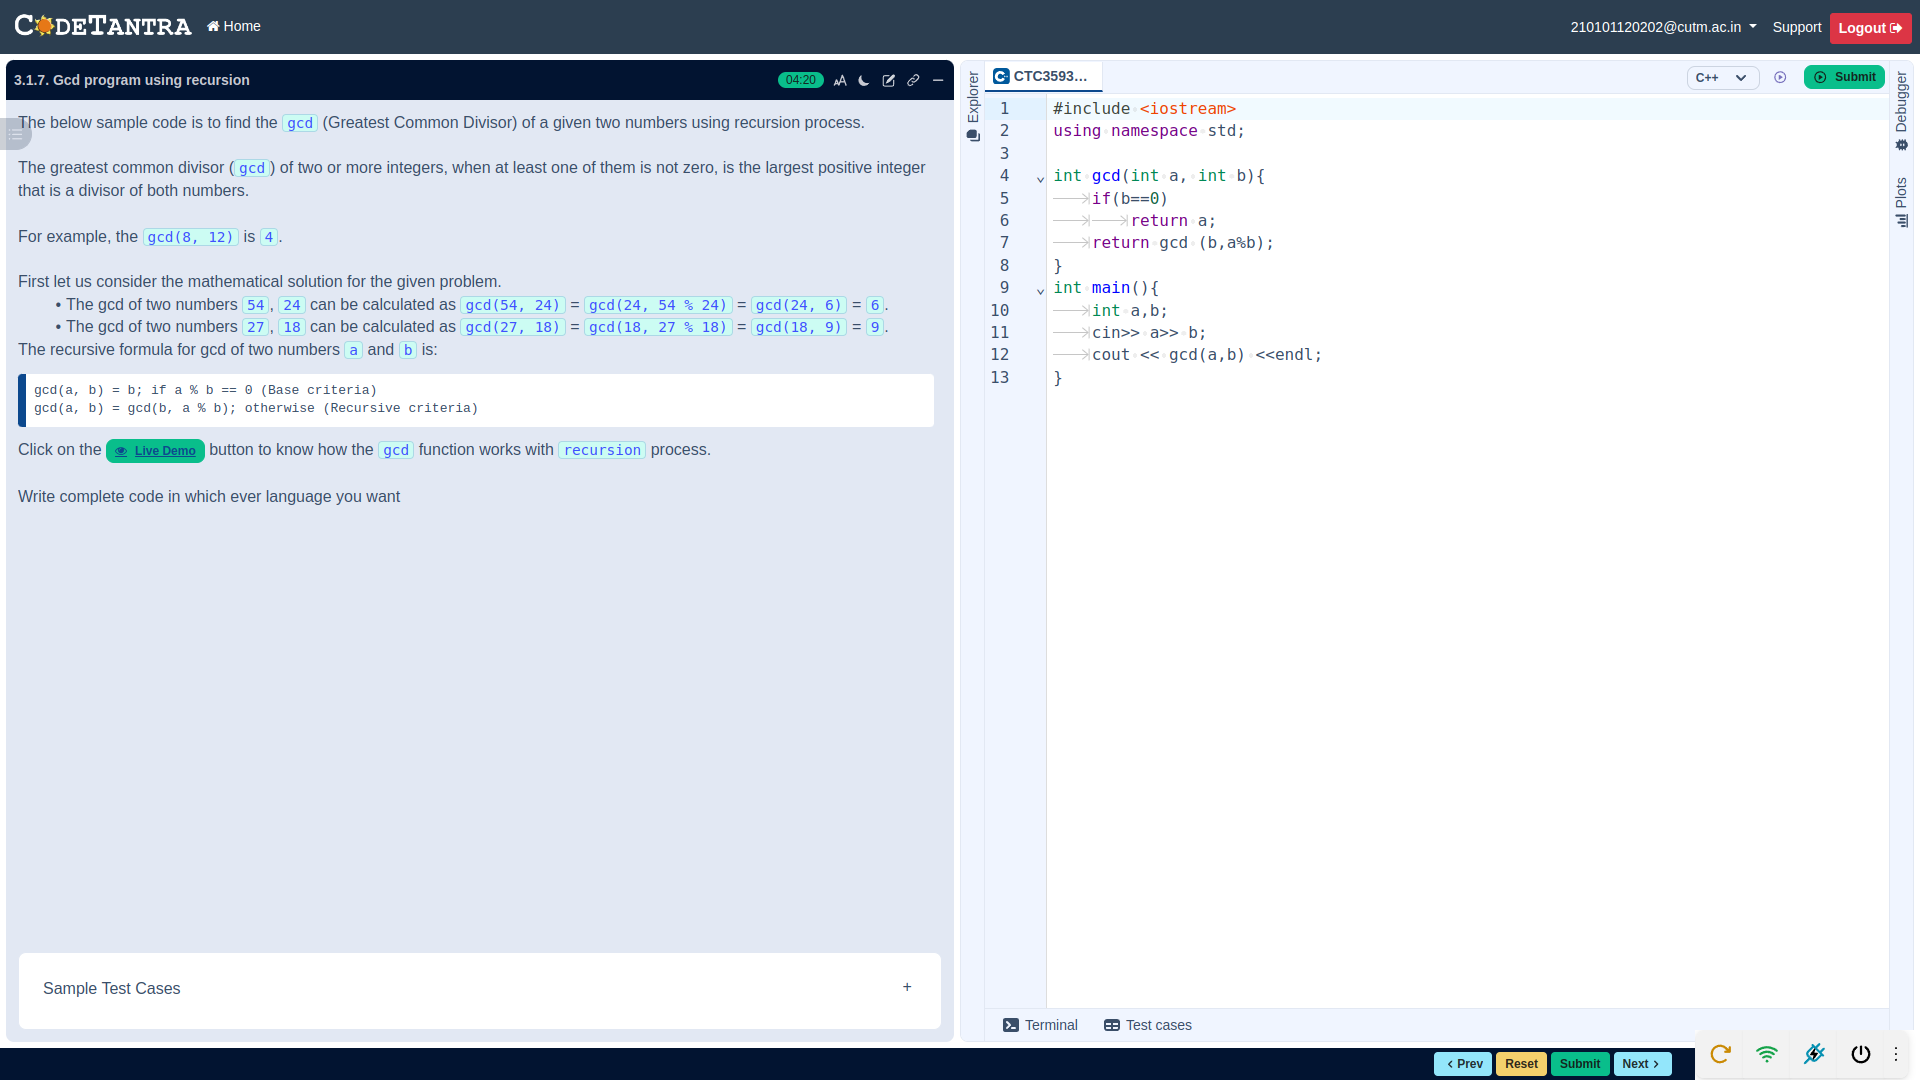 CODETANTRA
Home
210101120202@cutm.ac.in
Support
Logout
3.1.7. Gcd program using recursion
04:20
The below sample code is to find the gcd (Greatest Common Divisor) of a given two numbers using recursion process.
The greatest common divisor (gcd) of two or more integers, when at least one of them is not zero, is the largest positive integer
that is a divisor of both numbers.
For example, the gcd(8, 12) is 4.
First let us consider the mathematical solution for the given problem.
• The gcd of two numbers 54, 24 can be calculated as gcd(54, 24) = gcd(24, 54 % 24) = gcd(24, 6) = 6.
• The gcd of two numbers 27, 18 can be calculated as gcd(27, 18) = gcd(18, 27 % 18) = gcd(18, 9) = 9.
The recursive formula for gcd of two numbers a and b is:
gcd(a, b) = b; if a % b == 0 (Base criteria)
gcd(a, b) = gcd(b, a % b); otherwise (Recursive criteria)
Click on the Live Demo button to know how the gcd function works with recursion process.
Write complete code in which ever language you want
Sample Test Cases
+
Explorer
CTC3593...
C++
Submit
1 #include <iostream>
2 using namespace std;
3
4 int gcd(int a, int b){
5 if(b==0)
6 return a;
7 return gcd (b,a%b);
8 }
9 int main(){
10 int a,b;
11 cin>> a>> b;
12 cout << gcd(a,b) <<endl;
13 }
Debugger
Plots
Terminal
Test cases
Prev
Reset
Submit
Next